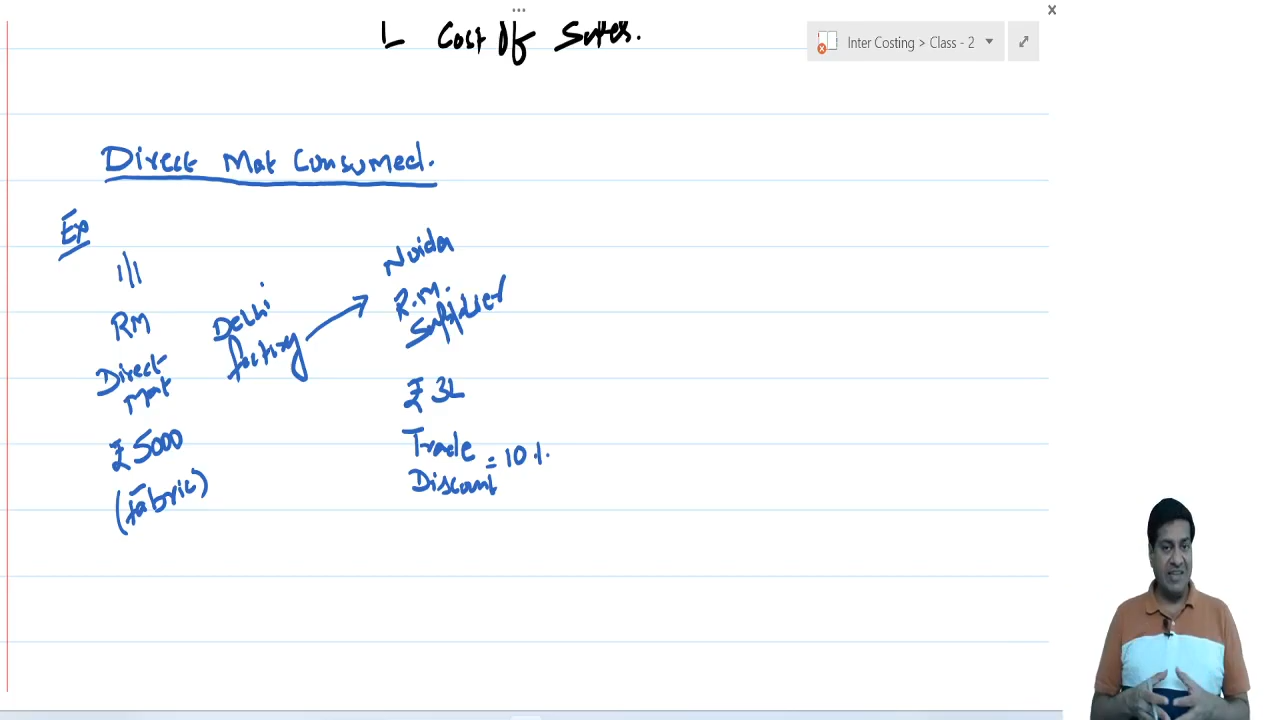 L Cost Of Sales.
Inter Costing > Class - 2
Direct Mat Consumed.
Ex
1/1
RM
Direct
Mat
₹5000
(fabric)
Delhi
factory
Noida
R.M.
Supplier
₹ 3L
Trade
Discount = 10%